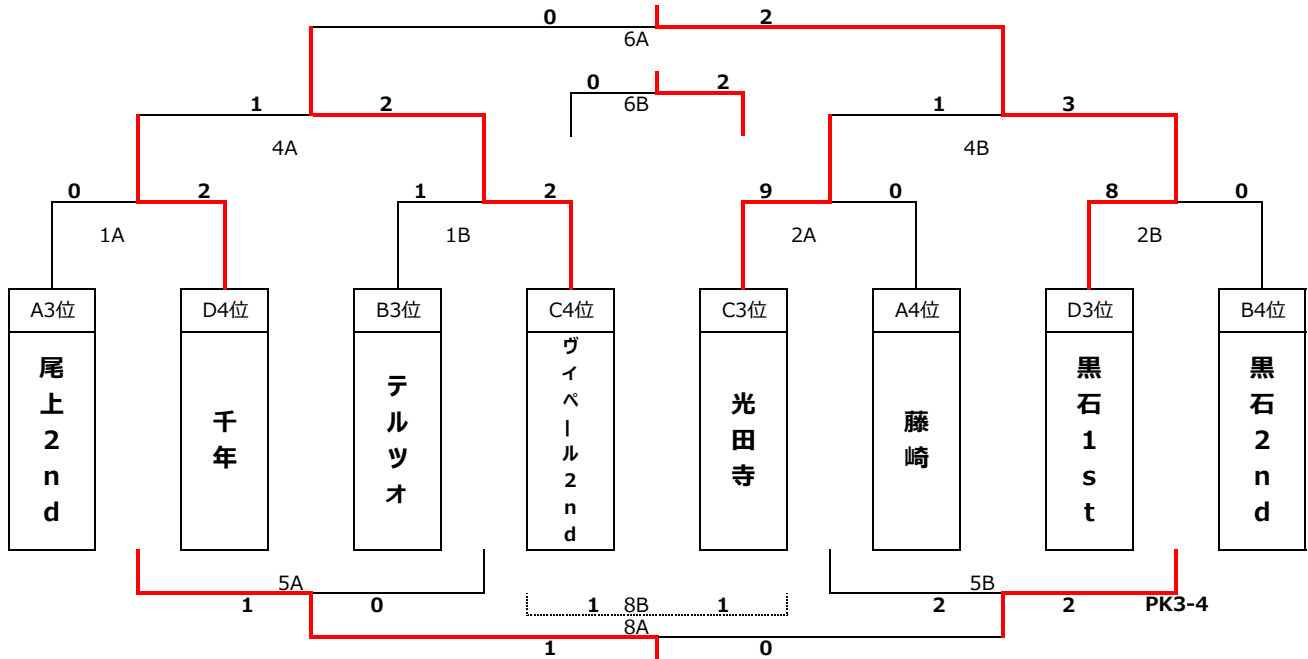 0 2
6A
0 2
6B
1 2
4A
1 3
4B
0 2
1A
1 2
1B
9 0
2A
8 0
2B
A3位
D4位
B3位
C4位
C3位
A4位
D3位
B4位
尾上2nd
千年
テルツオ
ヴィペール2nd
光田寺
藤崎
黒石1st
黒石2nd
5A
1 0
1 8B 1
5B
2 2 PK3-4
8A
1 0